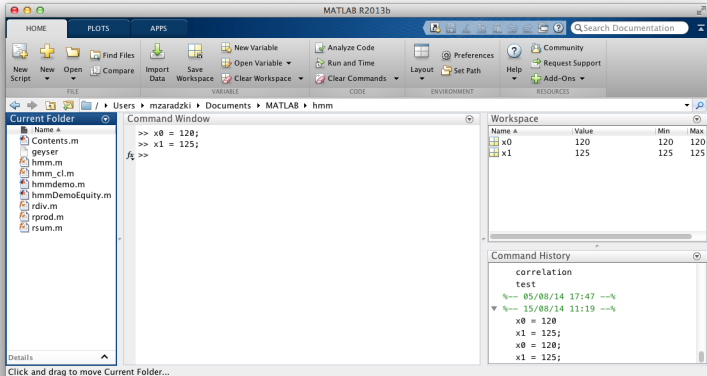 MATLAB R2013b
HOME PLOTS APPS Search Documentation
New Script New Open Find Files Compare Import Data Save Workspace New Variable Open Variable Clear Workspace Analyze Code Run and Time Clear Commands Layout Preferences Set Path Help Community Request Support Add-Ons
FILE VARIABLE CODE ENVIRONMENT RESOURCES
/ Users mzaradzki Documents MATLAB hmm
Current Folder
Name
Contents.m
geyser
hmm.m
hmm_cl.m
hmmdemo.m
hmmDemoEquity.m
rdiv.m
rprod.m
rsum.m
Details
Command Window
>> x0 = 120;
>> x1 = 125;
fx >>
Workspace
Name Value Min Max
x0 120 120 120
x1 125 125 125
Command History
correlation
test
%-- 05/08/14 17:47 --%
%-- 15/08/14 11:19 --%
x0 = 120
x1 = 125;
x0 = 120;
x1 = 125;
Click and drag to move Current Folder...